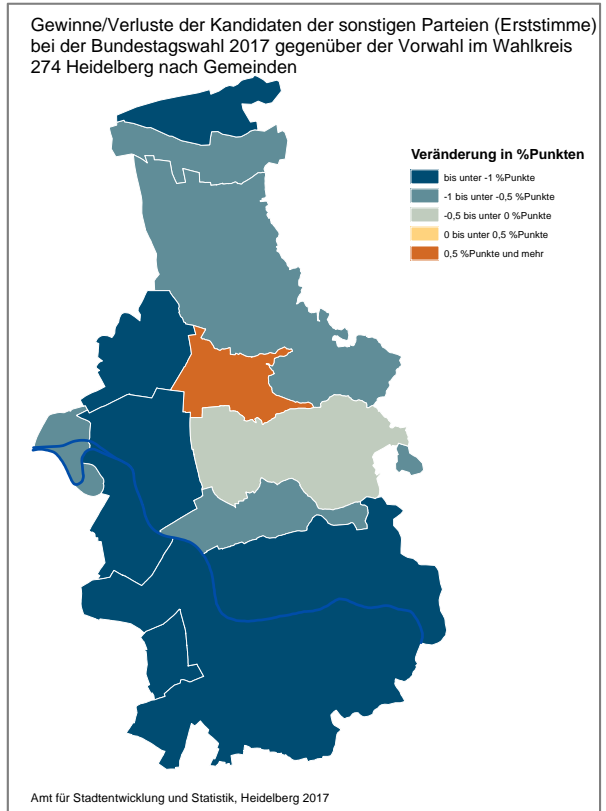 Gewinne/Verluste der Kandidaten der sonstigen Parteien (Erststimme)
bei der Bundestagswahl 2017 gegenüber der Vorwahl im Wahlkreis
274 Heidelberg nach Gemeinden
Veränderung in %Punkten
bis unter -1 %Punkte
-1 bis unter -0,5 %Punkte
-0,5 bis unter 0 %Punkte
0 bis unter 0,5 %Punkte
0,5 %Punkte und mehr
Amt für Stadtentwicklung und Statistik, Heidelberg 2017